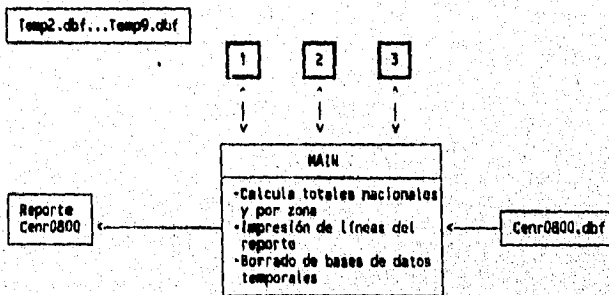 Temp2.dbf...Temp9.dbf
1 2 3
MAIN
-Calcula totales nacionales
y por zona
-Impresión de líneas del
reporte
-Borrado de bases de datos
temporales
Reporte
Cenr0800
Cenr0800.dbf